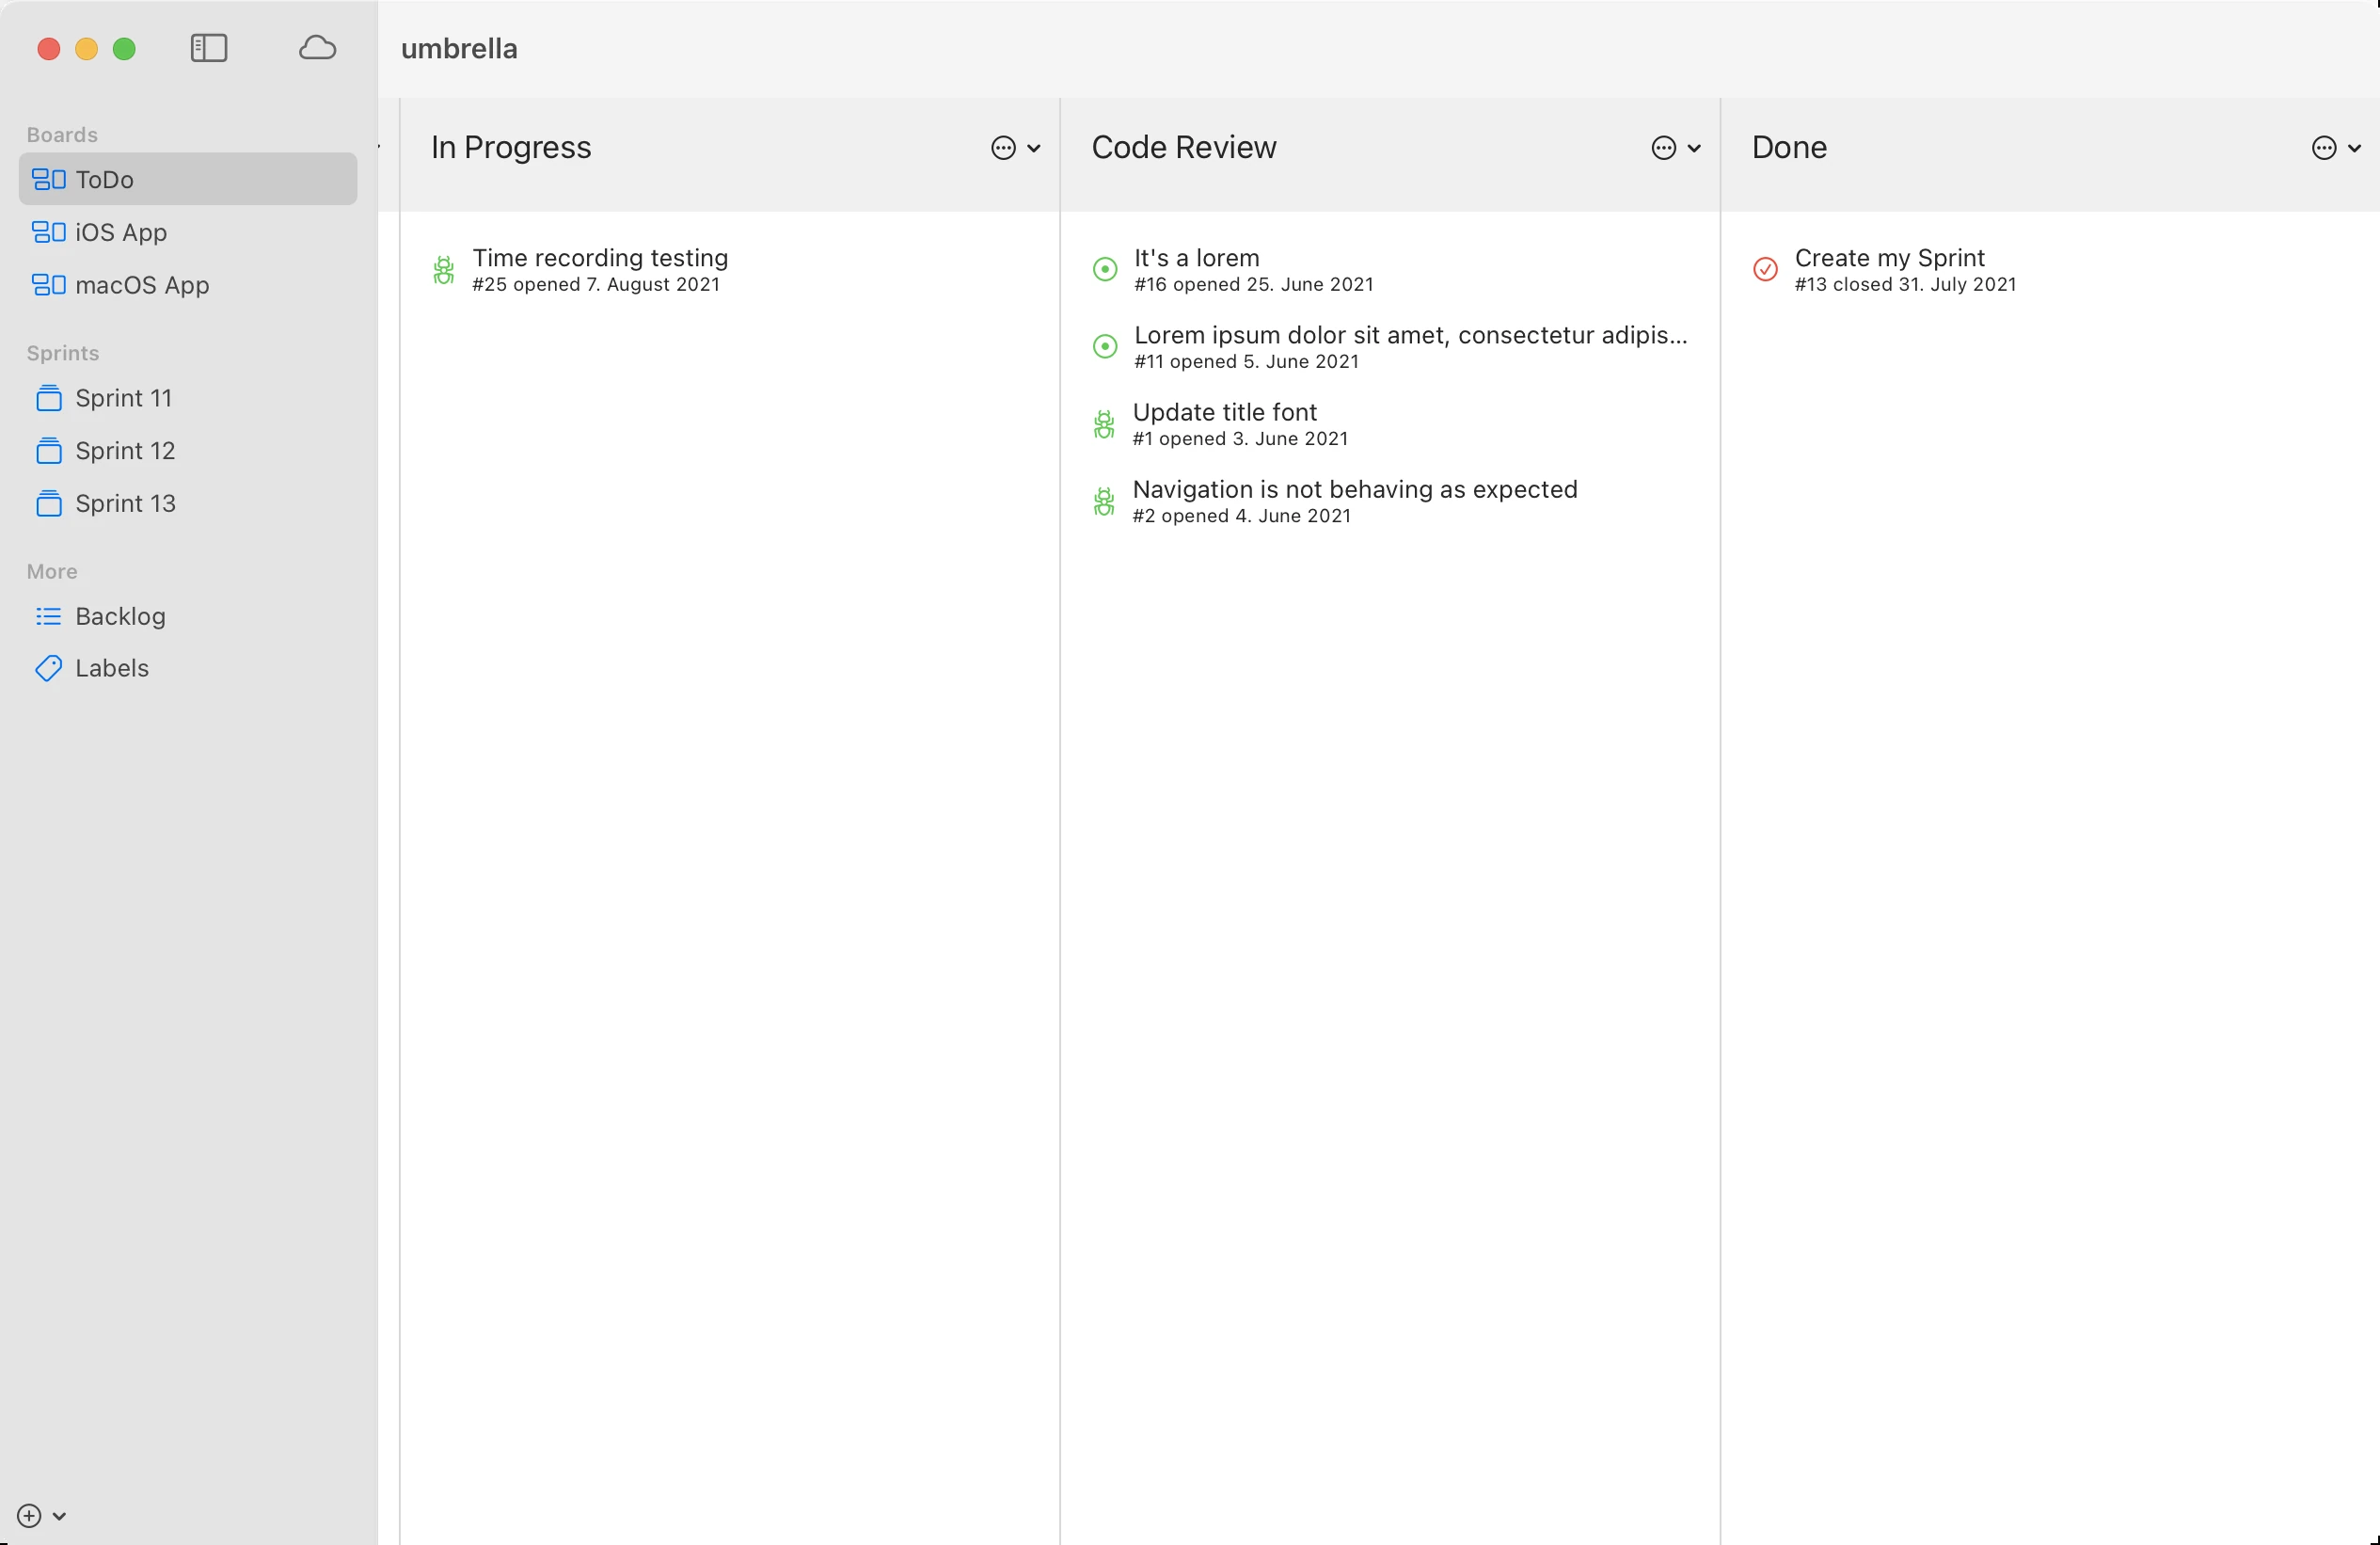 umbrella
Boards
ToDo
iOS App
macOS App
Sprints
Sprint 11
Sprint 12
Sprint 13
More
Backlog
Labels
In Progress
Time recording testing
#25 opened 7. August 2021
Code Review
It's a lorem
#16 opened 25. June 2021
Lorem ipsum dolor sit amet, consectetur adipis...
#11 opened 5. June 2021
Update title font
#1 opened 3. June 2021
Navigation is not behaving as expected
#2 opened 4. June 2021
Done
Create my Sprint
#13 closed 31. July 2021